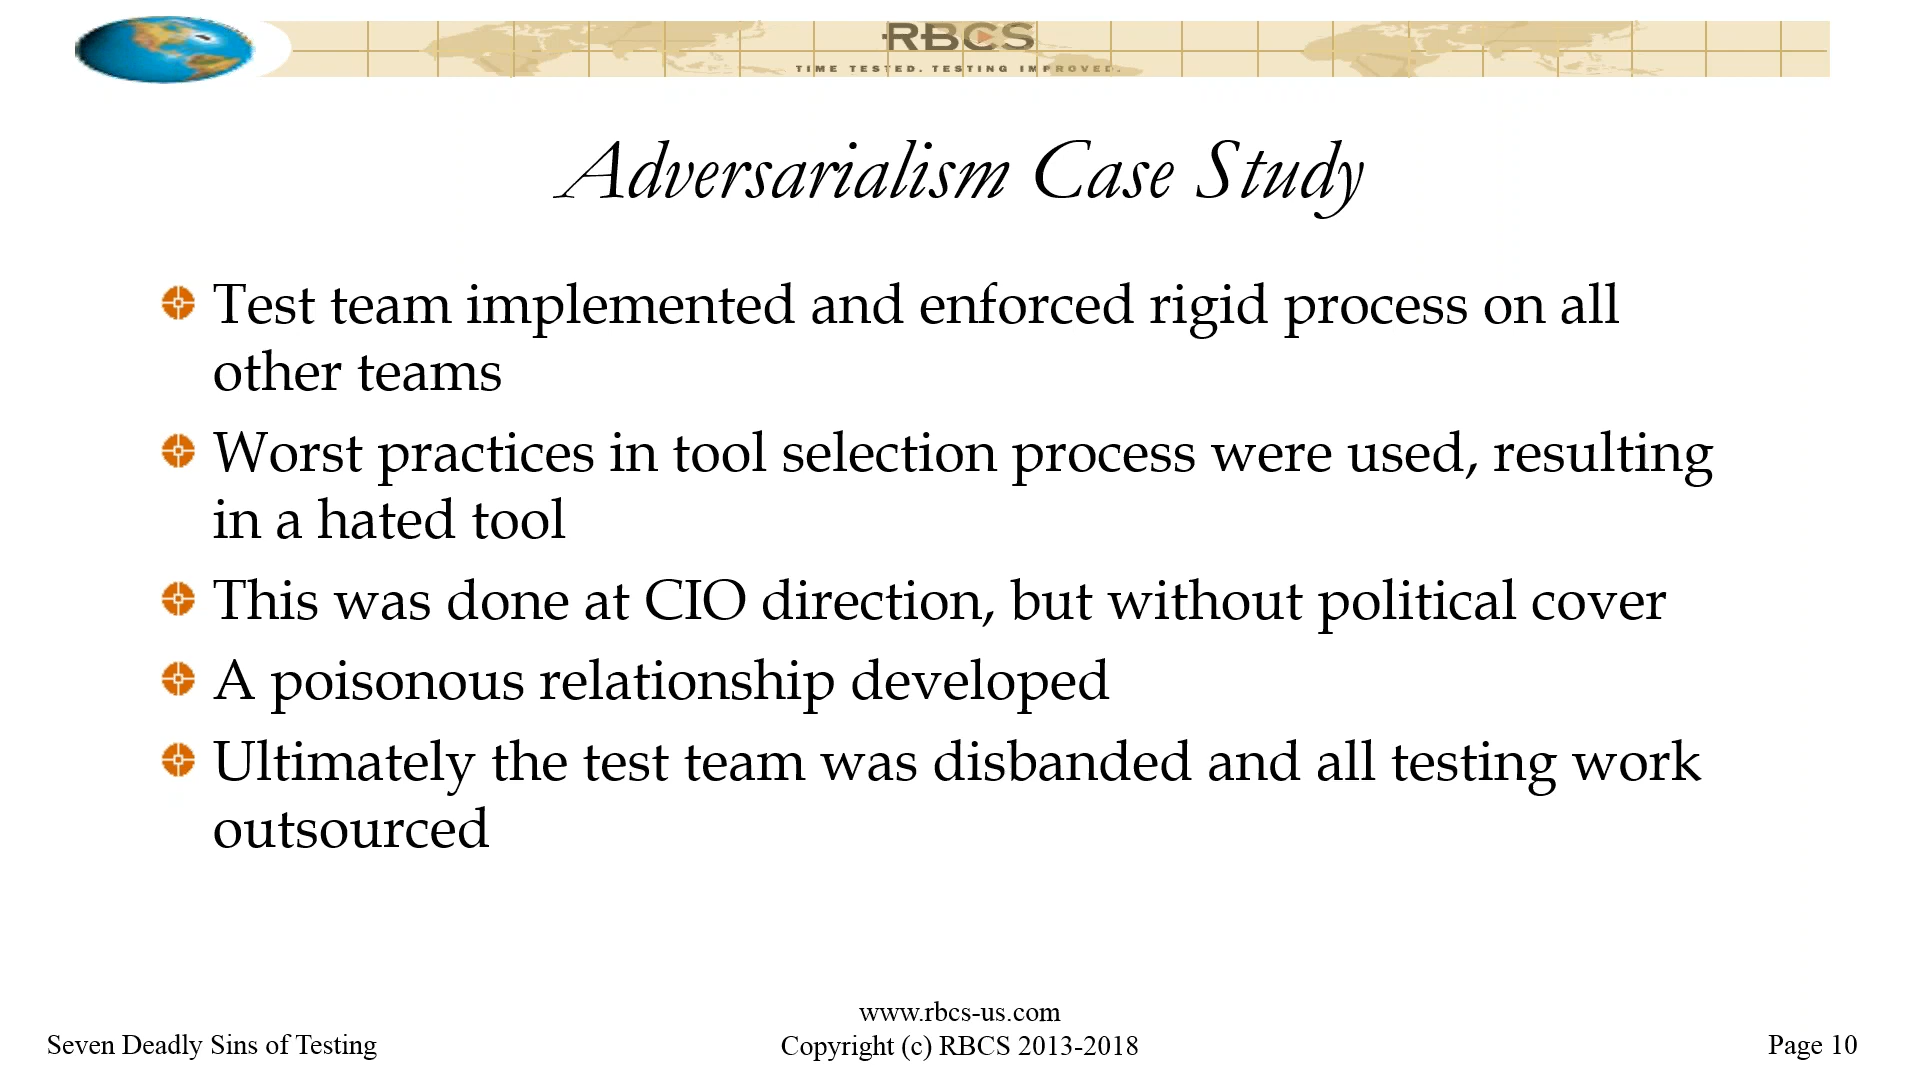 RBCS
TIME TESTED. TESTING IMPROVED.
Adversarialism Case Study
Test team implemented and enforced rigid process on all
other teams
Worst practices in tool selection process were used, resulting
in a hated tool
This was done at CIO direction, but without political cover
A poisonous relationship developed
Ultimately the test team was disbanded and all testing work
outsourced
www.rbcs-us.com
Seven Deadly Sins of Testing
Copyright (c) RBCS 2013-2018
Page 10